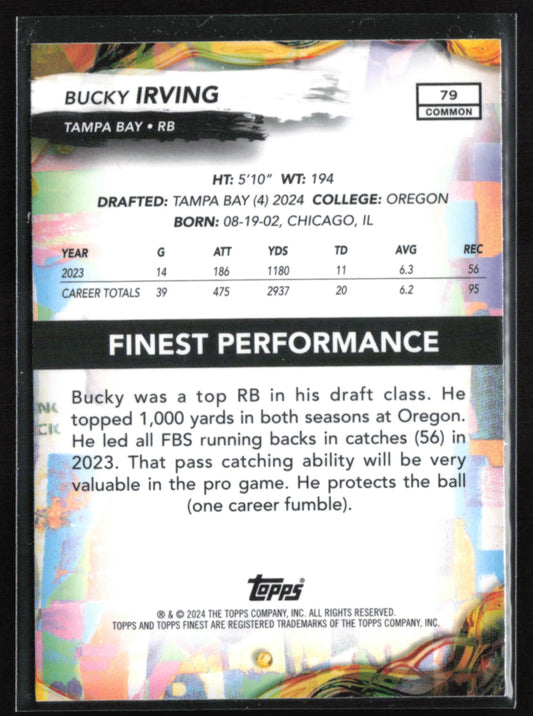 BUCKY IRVING
TAMPA BAY • RB
79
COMMON
HT: 5'10" WT: 194
DRAFTED: TAMPA BAY (4) 2024 COLLEGE: OREGON
BORN: 08-19-02, CHICAGO, IL
YEAR G ATT YDS TD AVG REC
2023 14 186 1180 11 6.3 56
CAREER TOTALS 39 475 2937 20 6.2 95
FINEST PERFORMANCE
Bucky was a top RB in his draft class. He
topped 1,000 yards in both seasons at Oregon.
He led all FBS running backs in catches (56) in
2023. That pass catching ability will be very
valuable in the pro game. He protects the ball
(one career fumble).
topps
® & © 2024 THE TOPPS COMPANY, INC. ALL RIGHTS RESERVED.
TOPPS AND TOPPS FINEST ARE REGISTERED TRADEMARKS OF THE TOPPS COMPANY, INC.